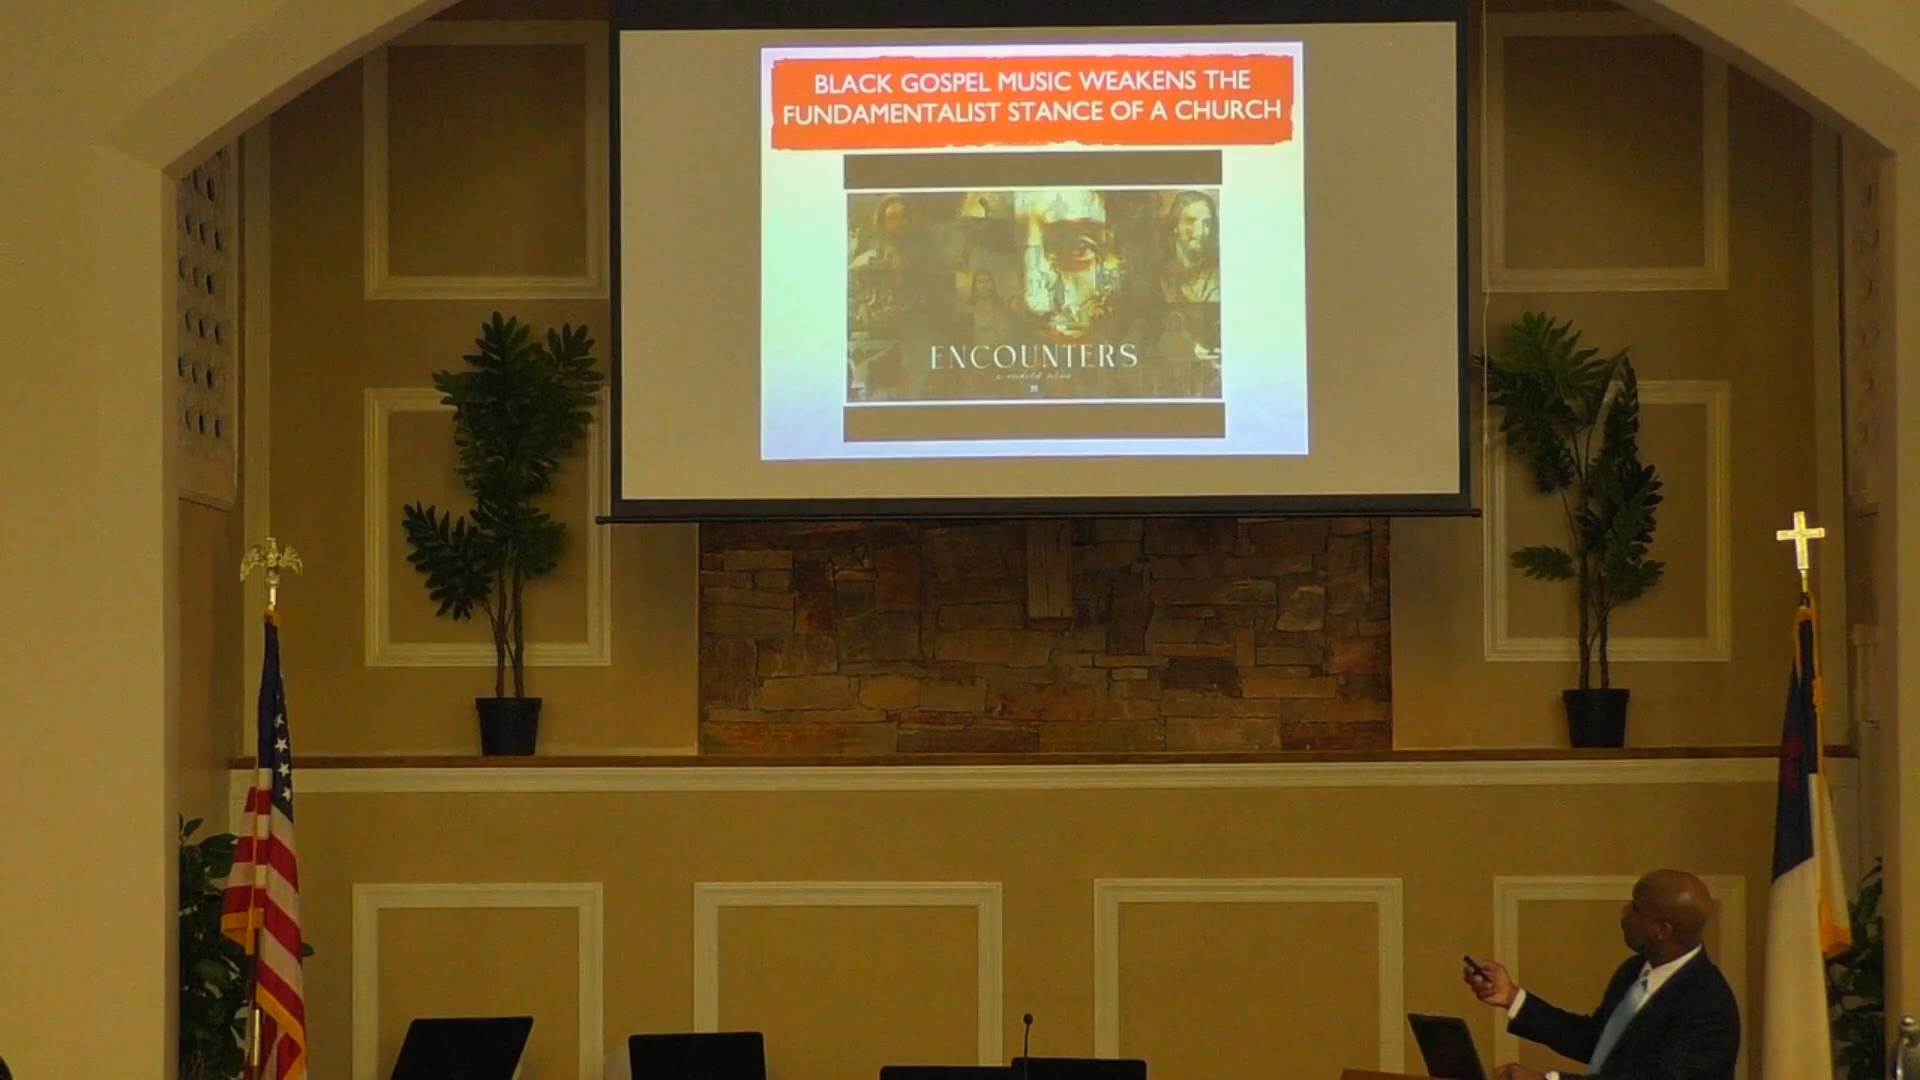 BLACK GOSPEL MUSIC WEAKENS THE
FUNDAMENTALIST STANCE OF A CHURCH
ENCOUNTERS